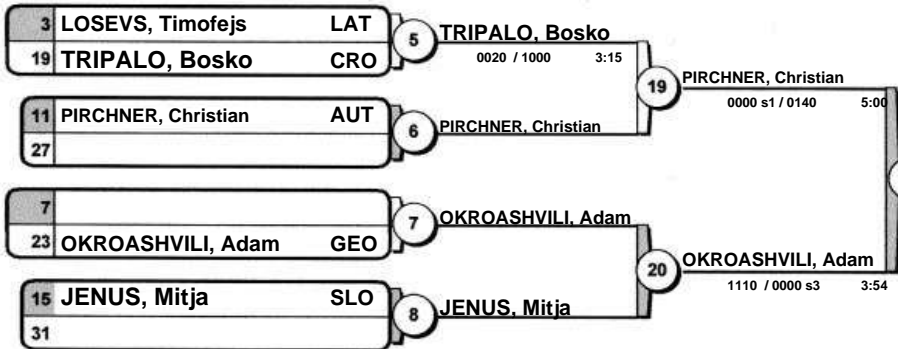 3 LOSEVS, Timofejs LAT
19 TRIPALO, Bosko CRO
5
TRIPALO, Bosko
0020 / 1000 3:15
11 PIRCHNER, Christian AUT
27
6
PIRCHNER, Christian
19
PIRCHNER, Christian
0000 s1 / 0140 5:00
7
23 OKROASHVILI, Adam GEO
7
OKROASHVILI, Adam
15 JENUS, Mitja SLO
31
8
JENUS, Mitja
20
OKROASHVILI, Adam
1110 / 0000 s3 3:54